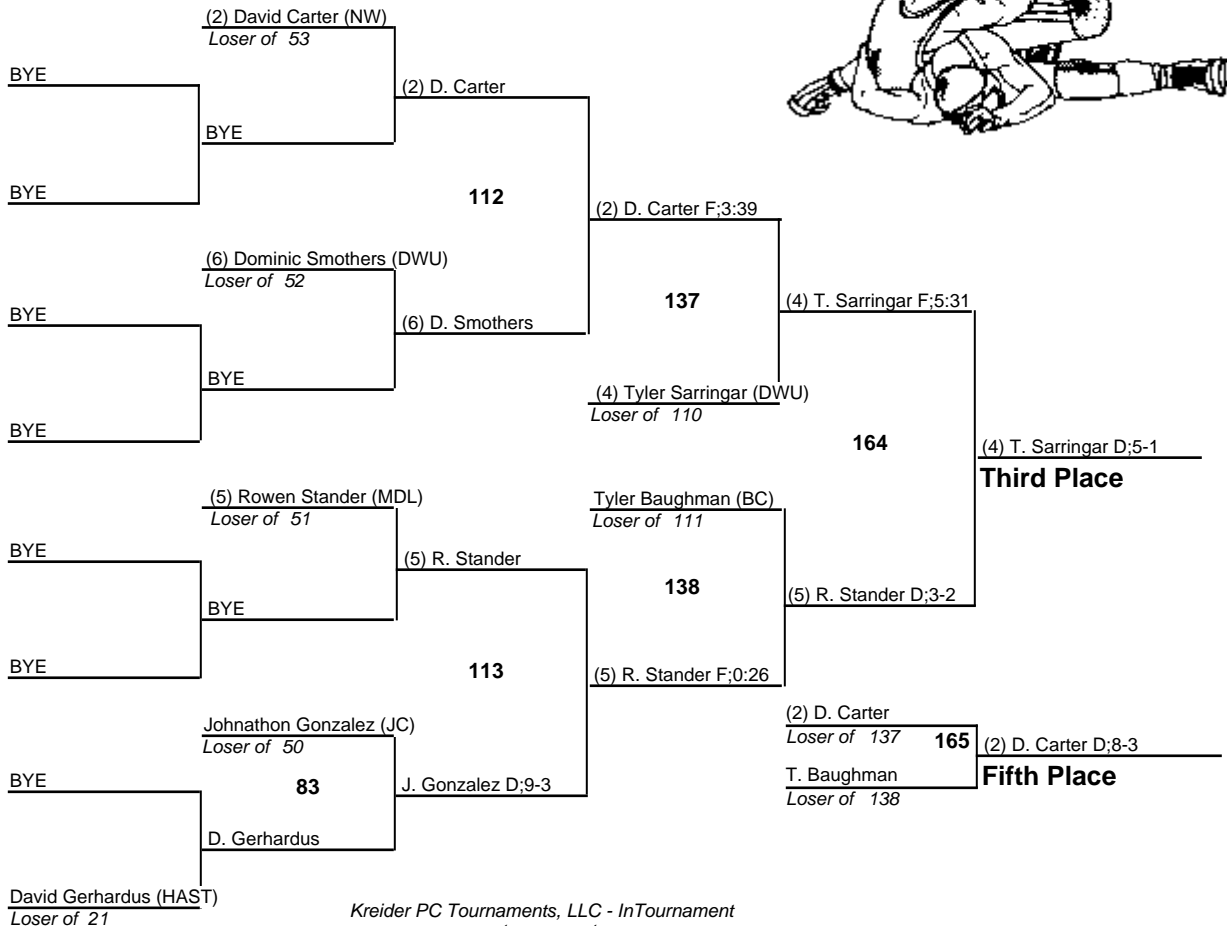 (2) David Carter (NW)
Loser of 53
BYE
(2) D. Carter
BYE
BYE
112
(2) D. Carter F;3:39
(6) Dominic Smothers (DWU)
Loser of 52
137
(4) T. Sarringar F;5:31
BYE
(6) D. Smothers
BYE
(4) Tyler Sarringar (DWU)
Loser of 110
BYE
164
(4) T. Sarringar D;5-1
Third Place
(5) Rowen Stander (MDL)
Loser of 51
Tyler Baughman (BC)
Loser of 111
BYE
(5) R. Stander
138
(5) R. Stander D;3-2
BYE
BYE
113
(5) R. Stander F;0:26
Johnathon Gonzalez (JC)
Loser of 50
(2) D. Carter
Loser of 137
165
(2) D. Carter D;8-3
Fifth Place
BYE
83
J. Gonzalez D;9-3
T. Baughman
Loser of 138
D. Gerhardus
David Gerhardus (HAST)
Loser of 21
Kreider PC Tournaments, LLC - InTournament